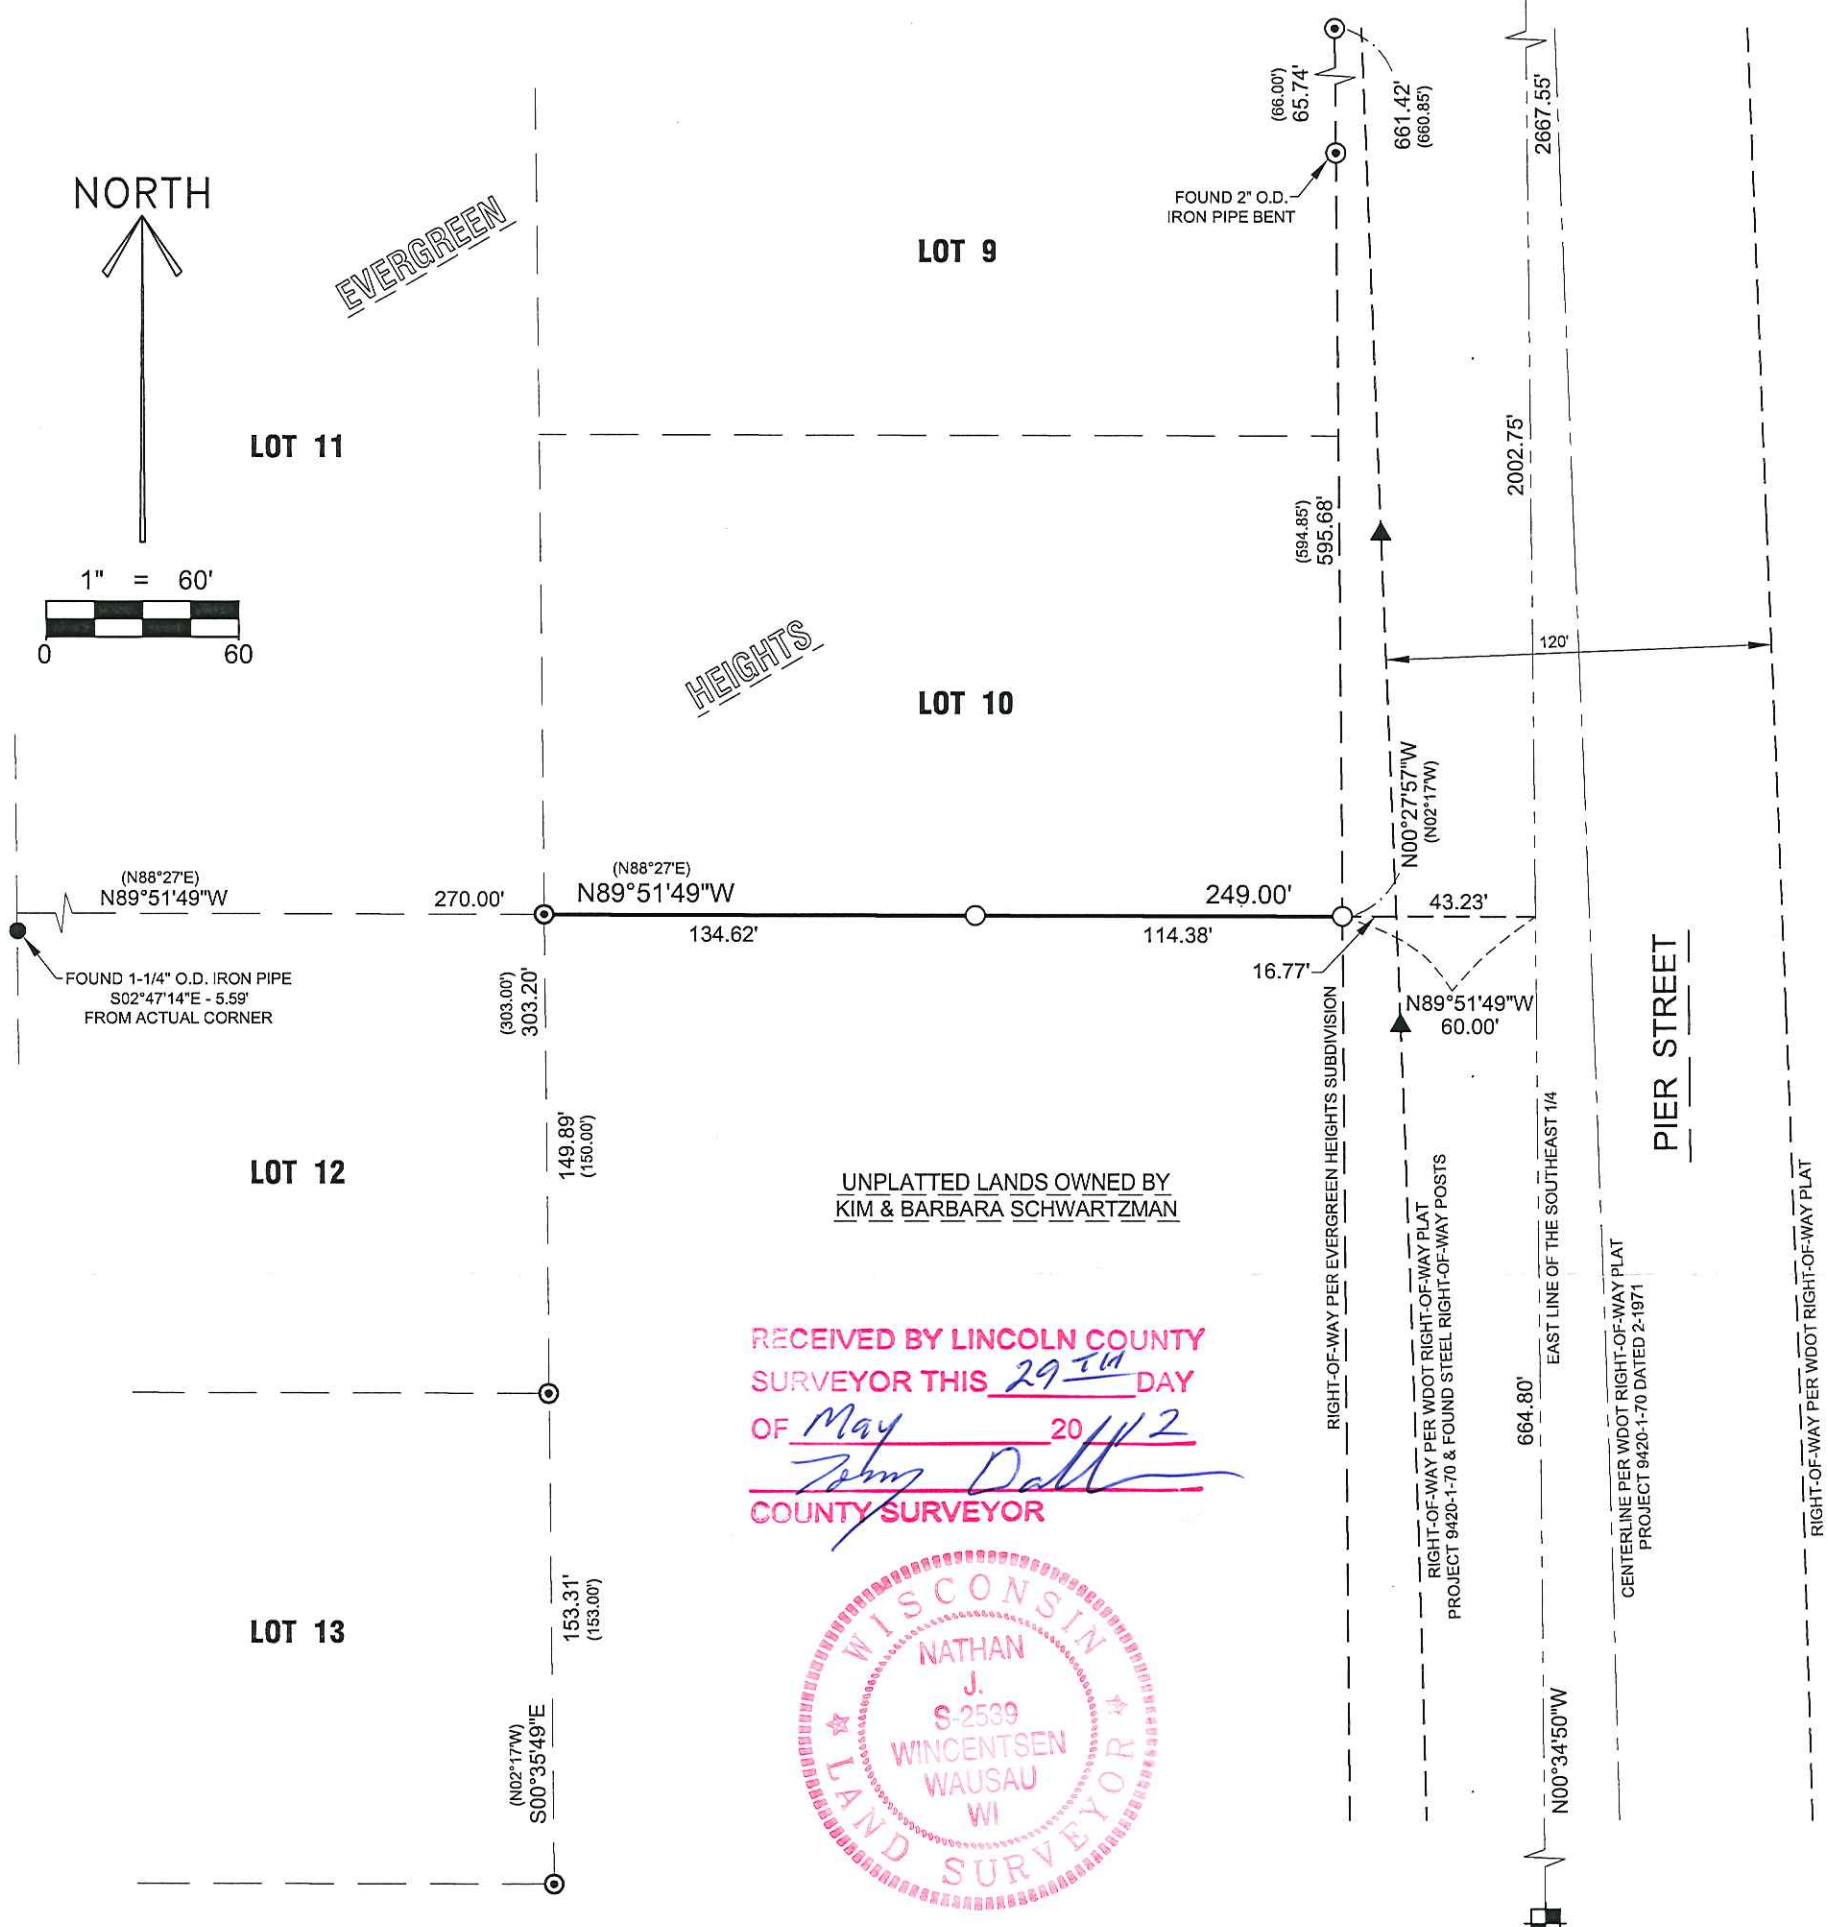 NORTH
1" = 60'
0 60
EVERGREEN
HEIGHTS
LOT 9
LOT 11
LOT 10
(66.00')
65.74'
661.42'
(660.85')
FOUND 2" O.D.
IRON PIPE BENT
2667.55'
2002.75'
(594.85')
595.68'
120'
N00°27'57"W
(N02°17'W)
(N88°27'E)
N89°51'49"W
270.00'
(N88°27'E)
N89°51'49"W
249.00'
43.23'
134.62'
114.38'
16.77'
N89°51'49"W
60.00'
FOUND 1-1/4" O.D. IRON PIPE
S02°47'14"E - 5.59'
FROM ACTUAL CORNER
(303.00')
303.20'
149.89'
(150.00')
LOT 12
UNPLATTED LANDS OWNED BY
KIM & BARBARA SCHWARTZMAN
PIER STREET
RIGHT-OF-WAY PER EVERGREEN HEIGHTS SUBDIVISION
RIGHT-OF-WAY PER WDOT RIGHT-OF-WAY PLAT
PROJECT 9420-1-70 & FOUND STEEL RIGHT-OF-WAY POSTS
EAST LINE OF THE SOUTHEAST 1/4
664.80'
CENTERLINE PER WDOT RIGHT-OF-WAY PLAT
PROJECT 9420-1-70 DATED 2-1971
RIGHT-OF-WAY PER WDOT RIGHT-OF-WAY PLAT
RECEIVED BY LINCOLN COUNTY
SURVEYOR THIS 29TH DAY
OF May 2012
COUNTY SURVEYOR
LOT 13
153.31'
(153.00')
(N02°17'W)
S00°35'49"E
N00°34'50"W
WISCONSIN
NATHAN
J.
S-2539
WINCENTSEN
WAUSAU
WI
LAND SURVEYOR